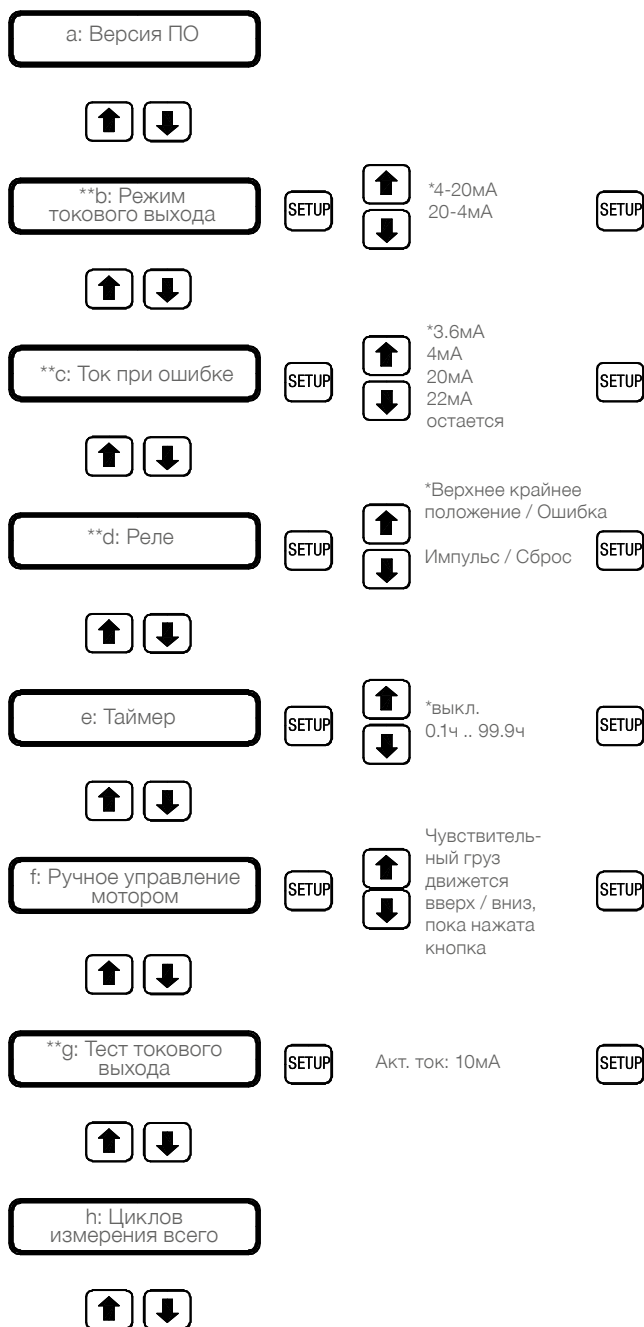 a: Версия ПО
**b: Режим
токового выхода
SETUP
*4-20мА
20-4мА
SETUP
**c: Ток при ошибке
SETUP
*3.6мА
4мА
20мА
22мА
остается
SETUP
**d: Реле
SETUP
*Верхнее крайнее
положение / Ошибка
Импульс / Сброс
SETUP
e: Таймер
SETUP
*выкл.
0.1ч .. 99.9ч
SETUP
f: Ручное управление
мотором
SETUP
Чувствитель-
ный груз
движется
вверх / вниз,
пока нажата
кнопка
SETUP
**g: Тест токового
выхода
SETUP
Акт. ток: 10мА
SETUP
h: Циклов
измерения всего